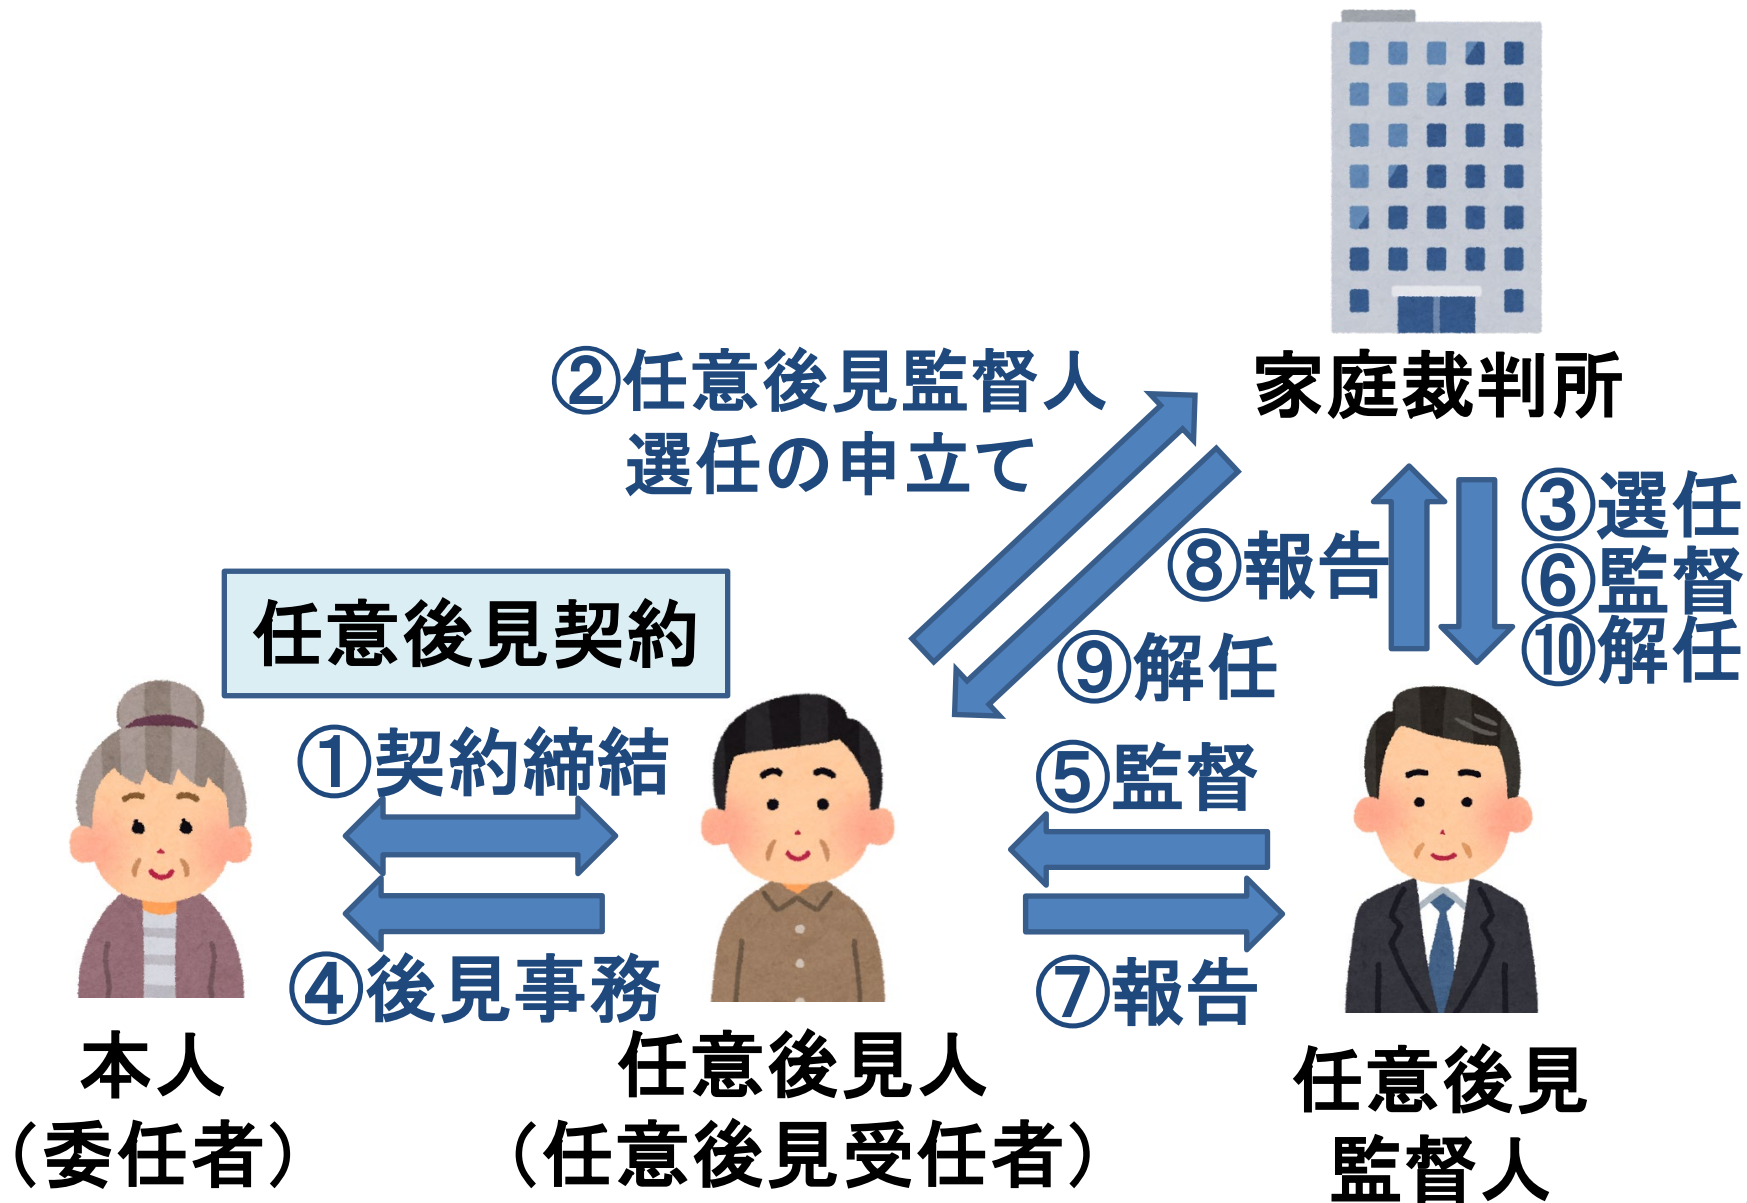 家庭裁判所
②任意後見監督人
選任の申立て
③選任
⑥監督
⑩解任
⑧報告
⑨解任
任意後見契約
①契約締結
⑤監督
④後見事務
⑦報告
本人
（委任者）
任意後見人
（任意後見受任者）
任意後見
監督人